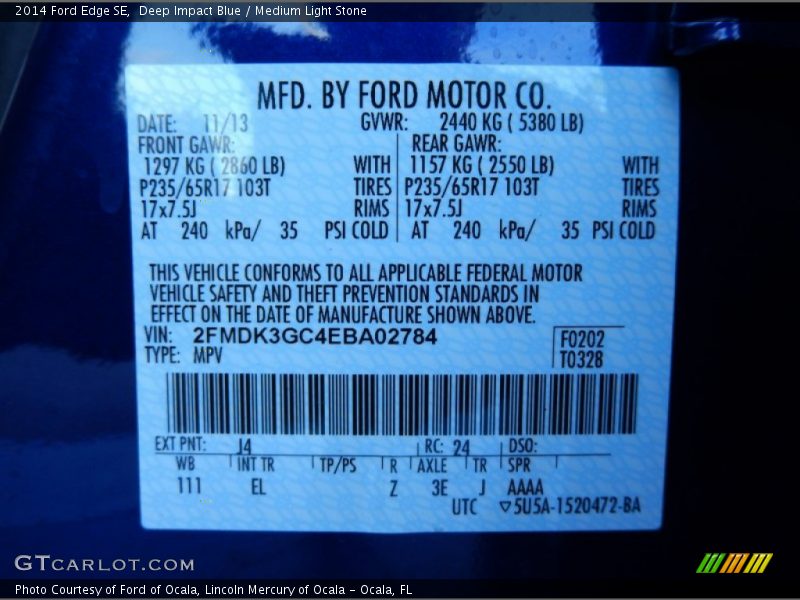 2014 Ford Edge SE, Deep Impact Blue / Medium Light Stone
MFD. BY FORD MOTOR CO.
DATE: 11/13 GVWR: 2440 KG ( 5380 LB)
FRONT GAWR: REAR GAWR:
1297 KG ( 2860 LB) WITH 1157 KG ( 2550 LB) WITH
P235/65R17 103T TIRES P235/65R17 103T TIRES
17x7.5J RIMS 17x7.5J RIMS
AT 240 kPa/ 35 PSI COLD AT 240 kPa/ 35 PSI COLD
THIS VEHICLE CONFORMS TO ALL APPLICABLE FEDERAL MOTOR
VEHICLE SAFETY AND THEFT PREVENTION STANDARDS IN
EFFECT ON THE DATE OF MANUFACTURE SHOWN ABOVE.
VIN: 2FMDK3GC4EBA02784 F0202
TYPE: MPV T0328
EXT PNT: J4 RC: 24 DSO:
WB INT TR TP/PS R AXLE TR SPR
111 EL Z 3E J AAAA
UTC ▽5U5A-1520472-BA
GTCARLOT.COM
Photo Courtesy of Ford of Ocala, Lincoln Mercury of Ocala - Ocala, FL